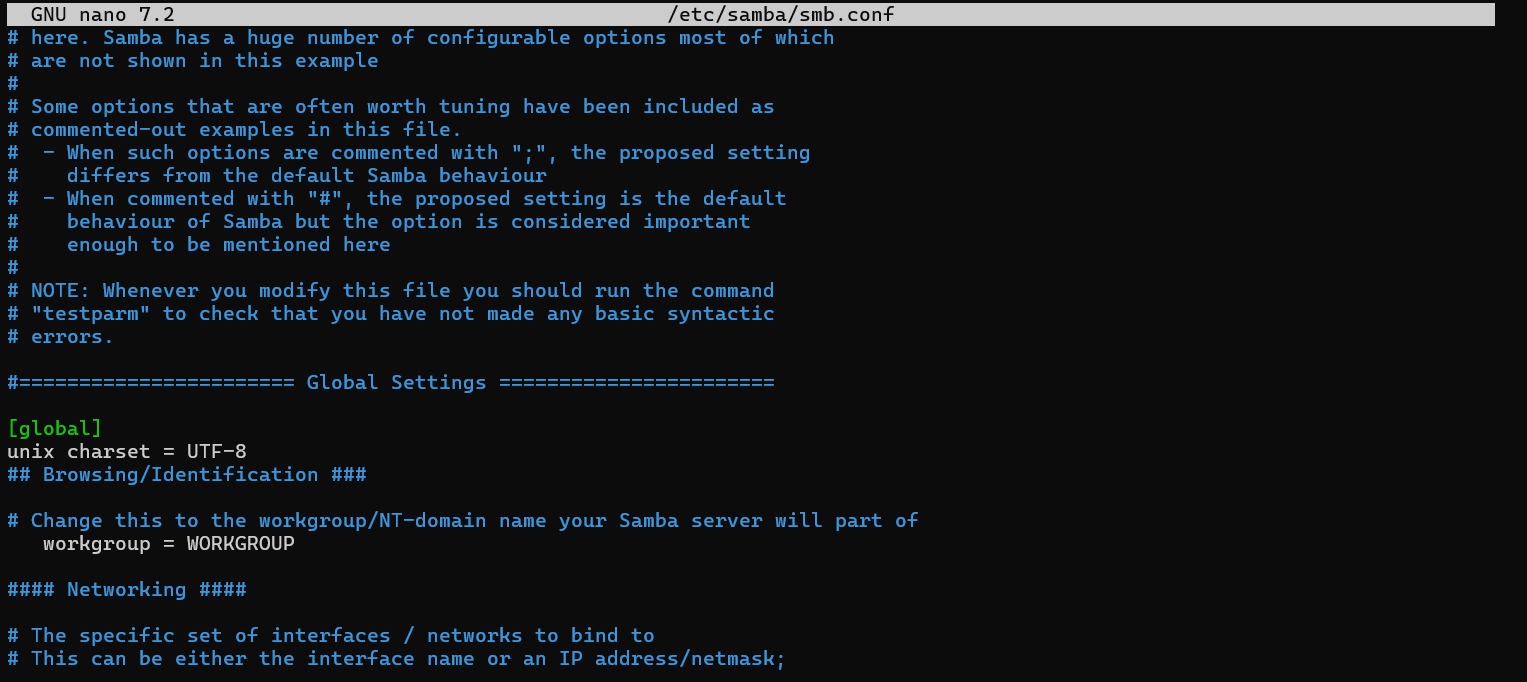 GNU nano 7.2 /etc/samba/smb.conf
# here. Samba has a huge number of configurable options most of which
# are not shown in this example
#
# Some options that are often worth tuning have been included as
# commented-out examples in this file.
#  - When such options are commented with ";", the proposed setting
#    differs from the default Samba behaviour
#  - When commented with "#", the proposed setting is the default
#    behaviour of Samba but the option is considered important
#    enough to be mentioned here
#
# NOTE: Whenever you modify this file you should run the command
# "testparm" to check that you have not made any basic syntactic
# errors.
#======================= Global Settings =======================
[global]
unix charset = UTF-8
## Browsing/Identification ###
# Change this to the workgroup/NT-domain name your Samba server will part of
   workgroup = WORKGROUP
#### Networking ####
# The specific set of interfaces / networks to bind to
# This can be either the interface name or an IP address/netmask;